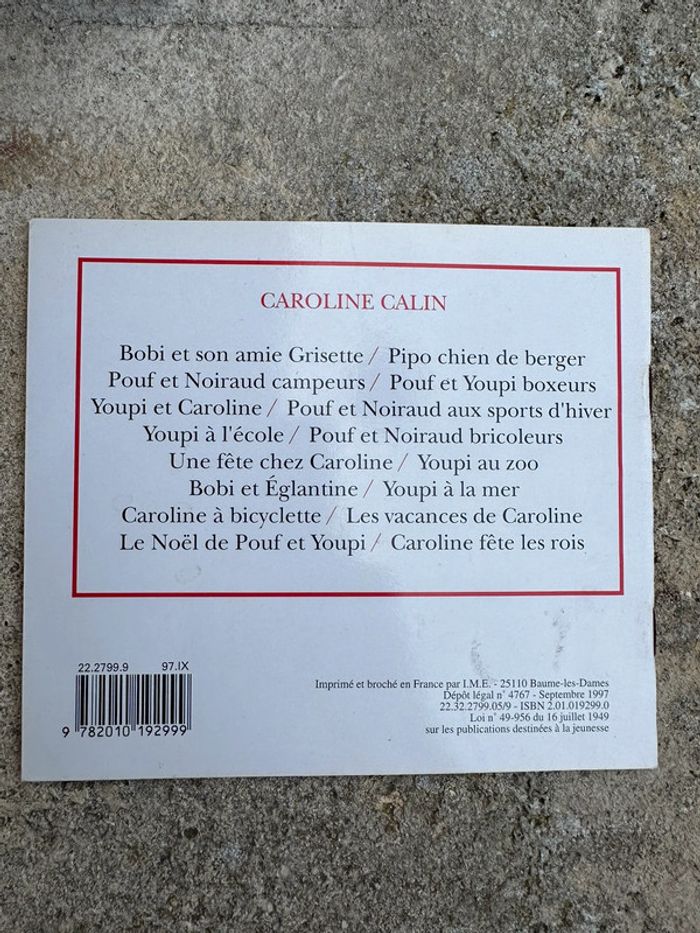 CAROLINE CALIN
Bobi et son amie Grisette / Pipo chien de berger
Pouf et Noiraud campeurs / Pouf et Youpi boxeurs
Youpi et Caroline / Pouf et Noiraud aux sports d'hiver
Youpi à l'école / Pouf et Noiraud bricoleurs
Une fête chez Caroline / Youpi au zoo
Bobi et Églantine / Youpi à la mer
Caroline à bicyclette / Les vacances de Caroline
Le Noël de Pouf et Youpi / Caroline fête les rois
22.2799.9 97.IX
9 782010 192999
Imprimé et broché en France par I.M.E. - 25110 Baume-les-Dames
Dépôt légal n° 4767 - Septembre 1997
22.32.2799.05/9 - ISBN 2.01.019299.0
Loi n° 49-956 du 16 juillet 1949
sur les publications destinées à la jeunesse